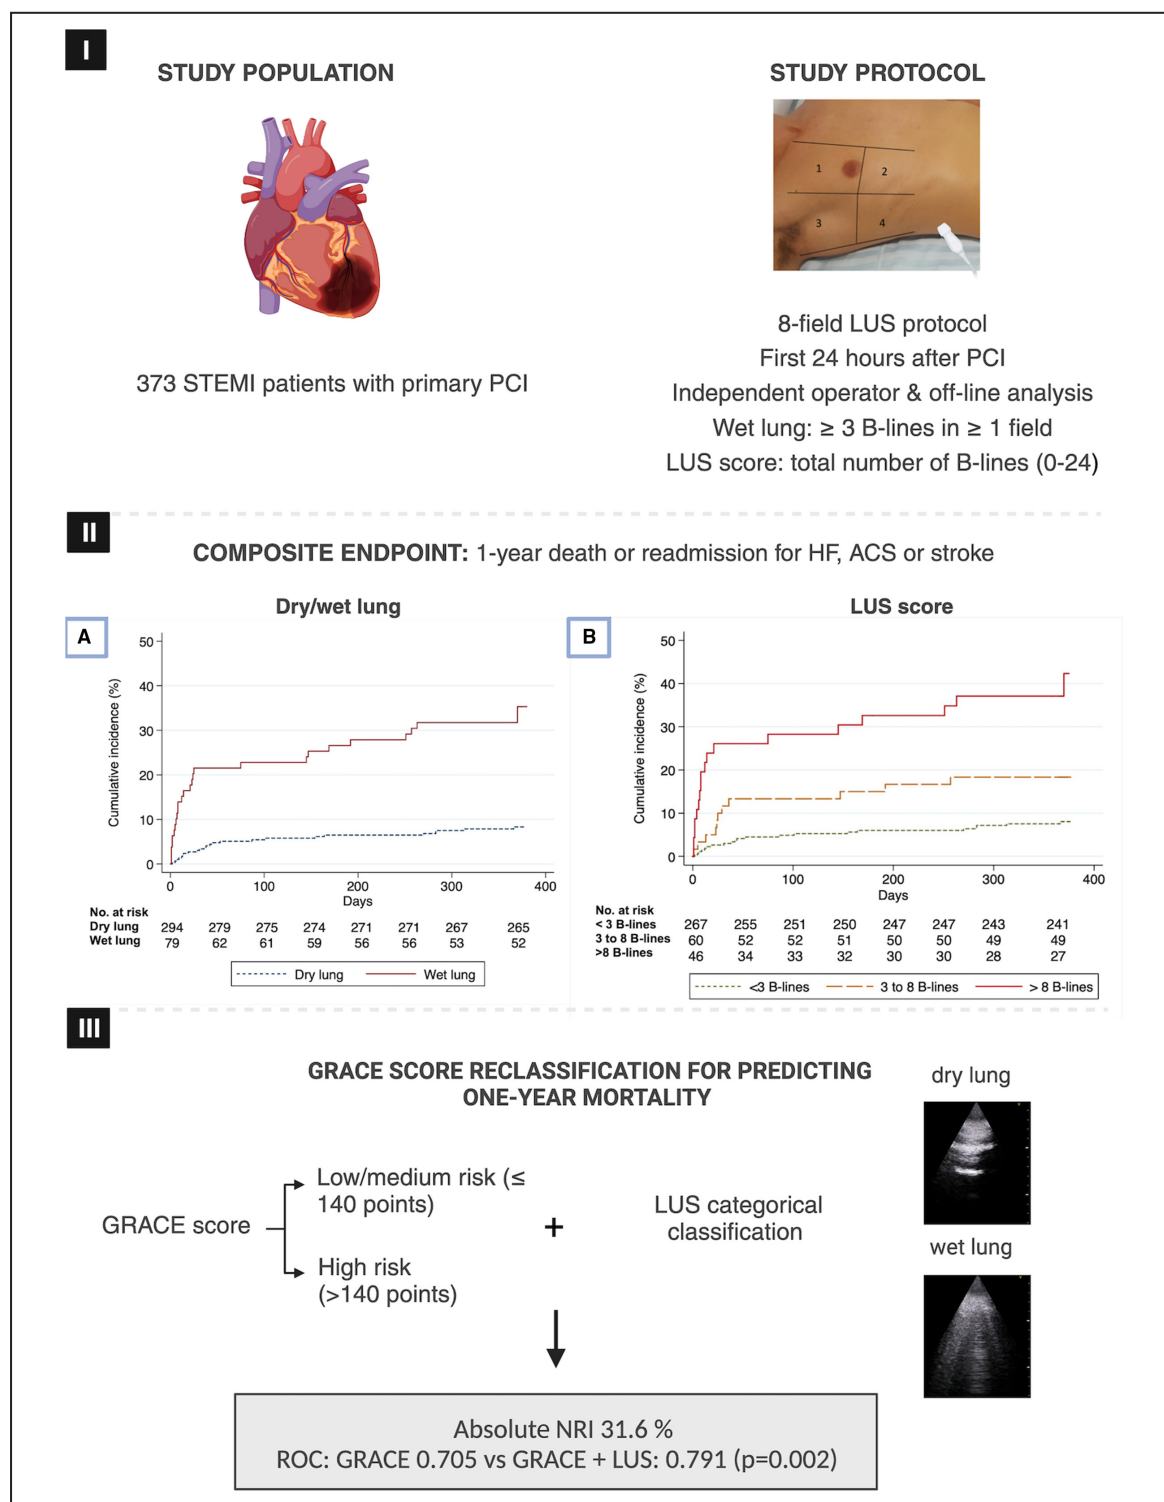 I
STUDY POPULATION
373 STEMI patients with primary PCI
STUDY PROTOCOL
1
2
3
4
8-field LUS protocol
First 24 hours after PCI
Independent operator & off-line analysis
Wet lung: ≥ 3 B-lines in ≥ 1 field
LUS score: total number of B-lines (0-24)
II
COMPOSITE ENDPOINT: 1-year death or readmission for HF, ACS or stroke
Dry/wet lung
A
Cumulative incidence (%)
50
40
30
20
10
0
0 100 200 300 400
Days
No. at risk
Dry lung 294 279 275 274 271 271 267 265
Wet lung 79 62 61 59 56 56 53 52
Dry lung Wet lung
LUS score
B
Cumulative incidence (%)
50
40
30
20
10
0
0 100 200 300 400
Days
No. at risk
< 3 B-lines 267 255 251 250 247 247 243 241
3 to 8 B-lines 60 52 52 51 50 50 49 49
>8 B-lines 46 34 33 32 30 30 28 27
<3 B-lines 3 to 8 B-lines > 8 B-lines
III
GRACE SCORE RECLASSIFICATION FOR PREDICTING
ONE-YEAR MORTALITY
GRACE score
Low/medium risk (≤
140 points)
High risk
(>140 points)
+
LUS categorical
classification
dry lung
wet lung
Absolute NRI 31.6 %
ROC: GRACE 0.705 vs GRACE + LUS: 0.791 (p=0.002)